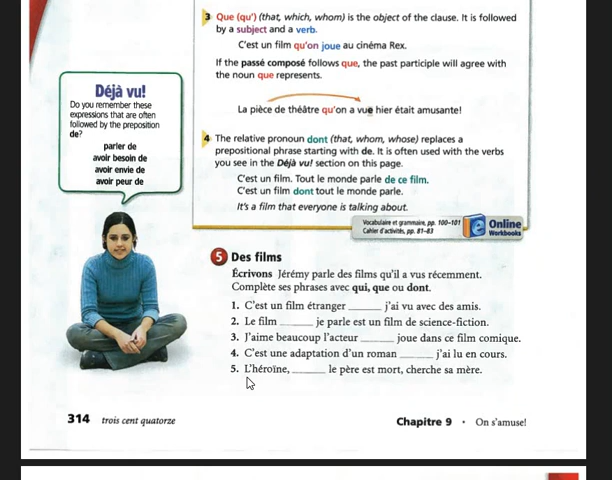 3 Que (qu') (that, which, whom) is the object of the clause. It is followed
by a subject and a verb.
C'est un film qu'on joue au cinéma Rex.
If the passé composé follows que, the past participle will agree with
the noun que represents.
La pièce de théâtre qu'on a vue hier était amusante!
4 The relative pronoun dont (that, whom, whose) replaces a
prepositional phrase starting with de. It is often used with the verbs
you see in the Déjà vu! section on this page.
C'est un film. Tout le monde parle de ce film.
C'est un film dont tout le monde parle.
It's a film that everyone is talking about.
Vocabulaire et grammaire, pp. 100–101
Cahier d'activités, pp. 81–83
Online
Workbooks
Déjà vu!
Do you remember these
expressions that are often
followed by the preposition
de?
parler de
avoir besoin de
avoir envie de
avoir peur de
5 Des films
Écrivons Jérémy parle des films qu'il a vus récemment.
Complète ses phrases avec qui, que ou dont.
1. C'est un film étranger ______ j'ai vu avec des amis.
2. Le film ______ je parle est un film de science-fiction.
3. J'aime beaucoup l'acteur ______ joue dans ce film comique.
4. C'est une adaptation d'un roman ______ j'ai lu en cours.
5. L'héroïne, ______ le père est mort, cherche sa mère.
314 trois cent quatorze
Chapitre 9 • On s'amuse!